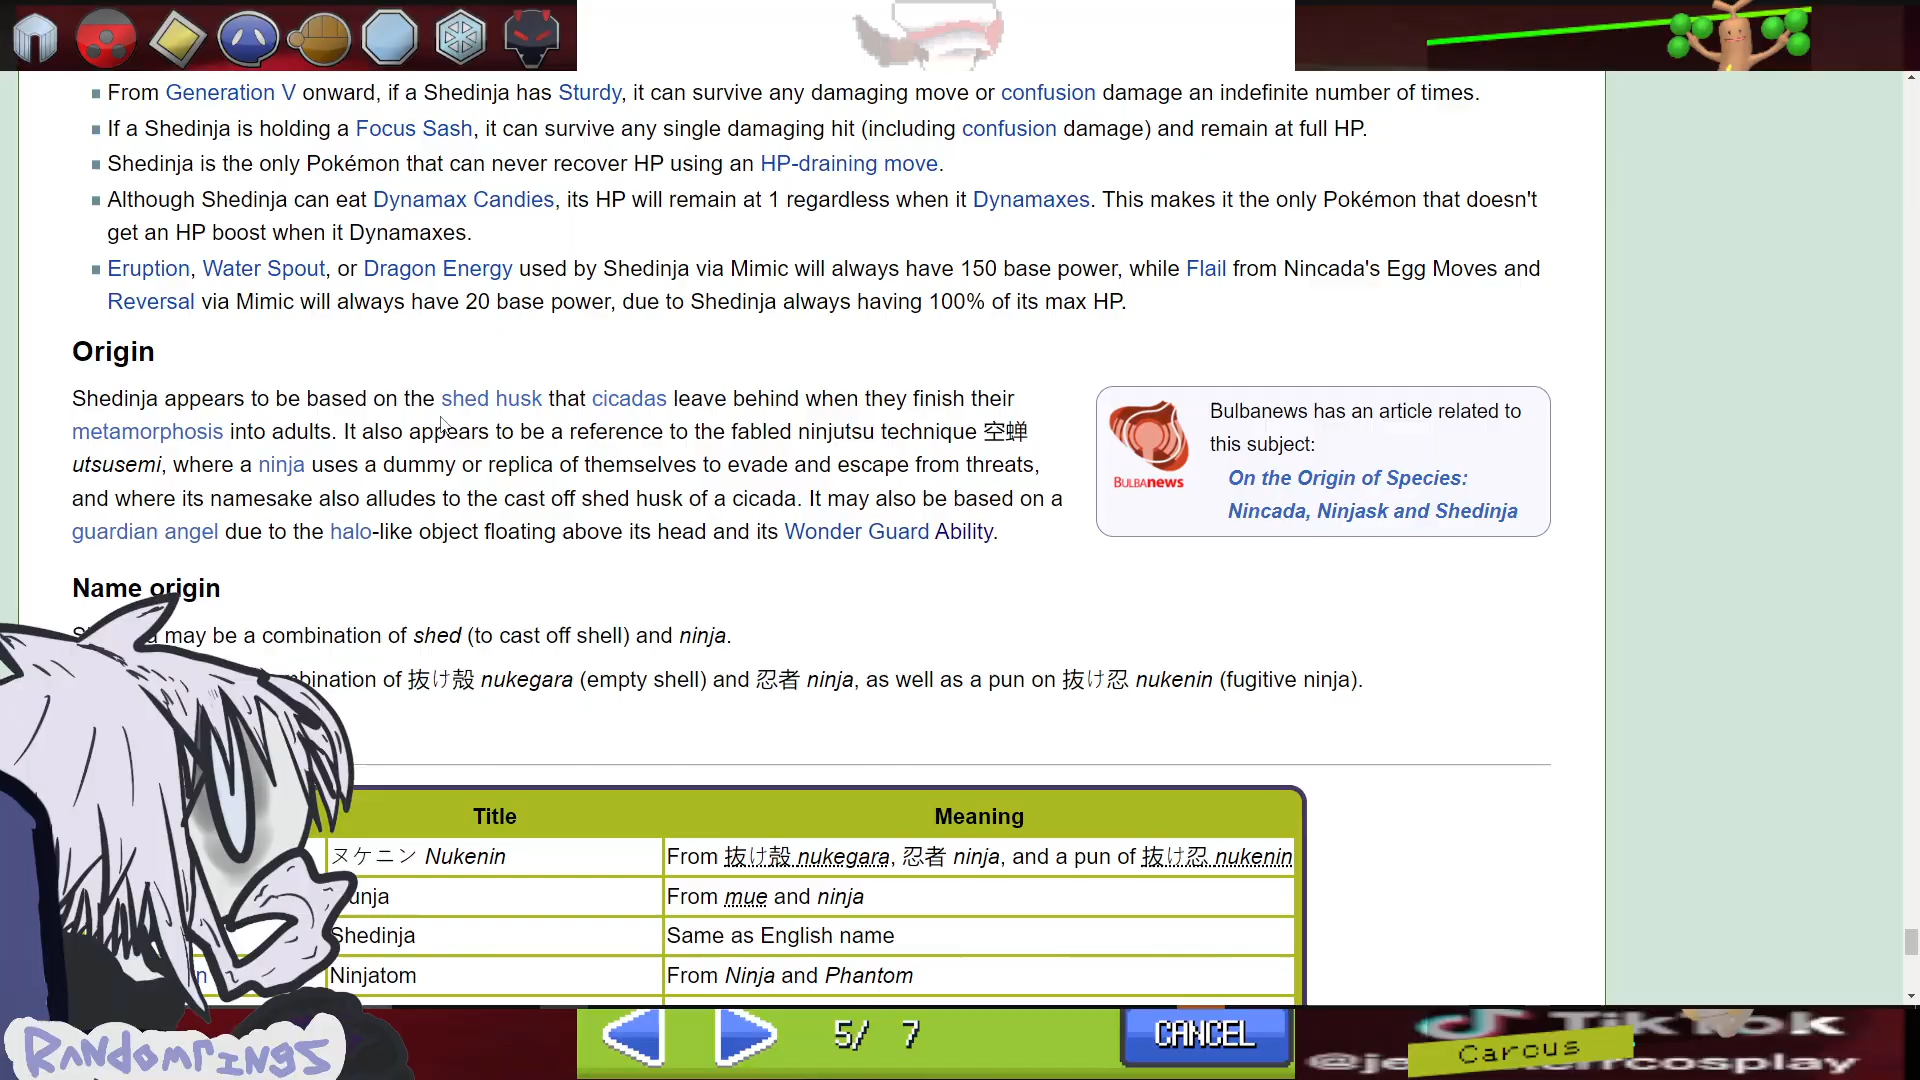 From Generation V onward, if a Shedinja has Sturdy, it can survive any damaging move or confusion damage an indefinite number of times.
If a Shedinja is holding a Focus Sash, it can survive any single damaging hit (including confusion damage) and remain at full HP.
Shedinja is the only Pokémon that can never recover HP using an HP-draining move.
Although Shedinja can eat Dynamax Candies, its HP will remain at 1 regardless when it Dynamaxes. This makes it the only Pokémon that doesn't
get an HP boost when it Dynamaxes.
Eruption, Water Spout, or Dragon Energy used by Shedinja via Mimic will always have 150 base power, while Flail from Nincada's Egg Moves and
Reversal via Mimic will always have 20 base power, due to Shedinja always having 100% of its max HP.
Origin
Shedinja appears to be based on the shed husk that cicadas leave behind when they finish their
metamorphosis into adults. It also appears to be a reference to the fabled ninjutsu technique 空蝉
utsusemi, where a ninja uses a dummy or replica of themselves to evade and escape from threats,
and where its namesake also alludes to the cast off shed husk of a cicada. It may also be based on a
guardian angel due to the halo-like object floating above its head and its Wonder Guard Ability.
Bulbanews has an article related to
this subject:
On the Origin of Species:
Nincada, Ninjask and Shedinja
BULBANEWS
Name origin
may be a combination of shed (to cast off shell) and ninja.
of 抜け殻 nukegara (empty shell) and 忍者 ninja, as well as a pun on 抜け忍 nukenin (fugitive ninja).
Title Meaning
ヌケニン Nukenin From 抜け殻 nukegara, 忍者 ninja, and a pun of 抜け忍 nukenin
unja From mue and ninja
Shedinja Same as English name
n Ninjatom From Ninja and Phantom
RANDOMRINGS
5/ 7
CANCEL
TikTok
Carcus
cosplay